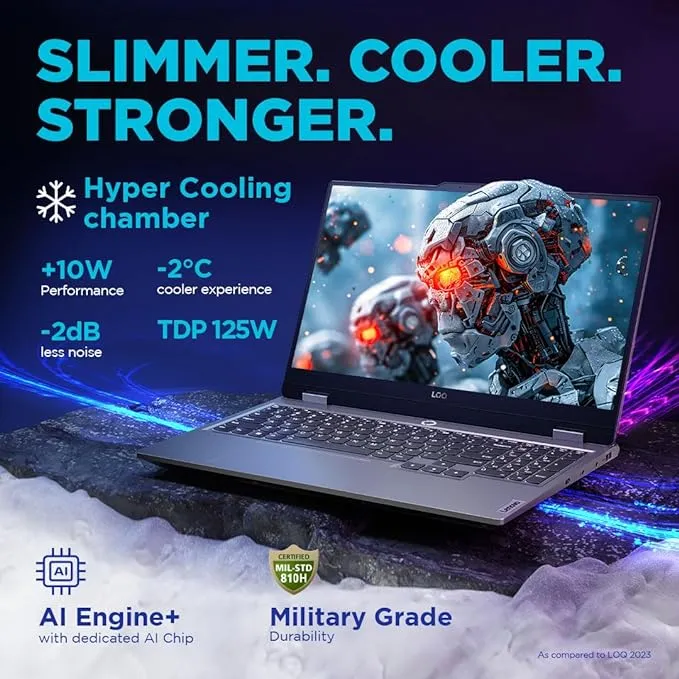 SLIMMER. COOLER.
STRONGER.
Hyper Cooling
chamber
+10W
Performance
-2°C
cooler experience
-2dB
less noise
TDP 125W
LOQ
Lenovo
AI
AI Engine+
with dedicated AI Chip
CERTIFIED
MIL-STD
810H
Military Grade
Durability
As compared to LOQ 2023